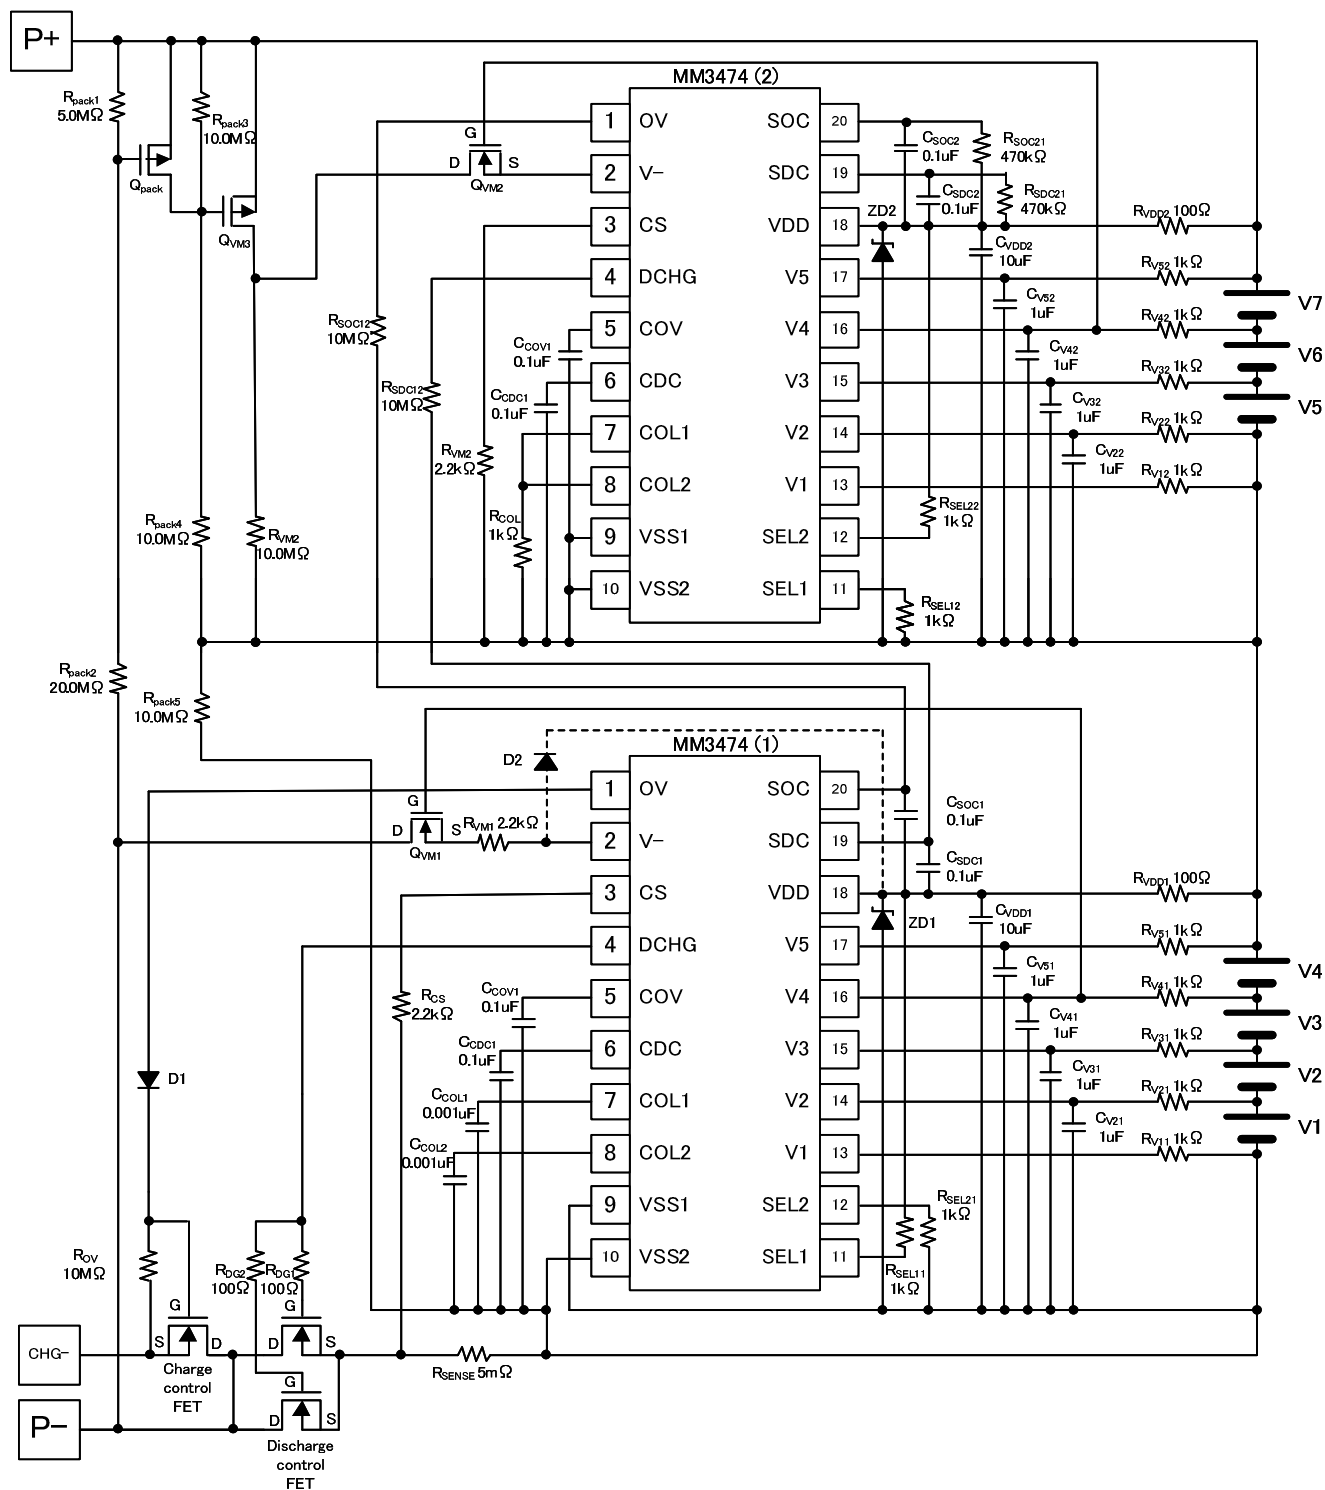 P+
Rpack1
5.0MΩ
Rpack3
10.0MΩ
Qpack
QVM3
MM3474 (2)
G
D
S
QVM2
1 OV
2 V-
3 CS
4 DCHG
5 COV
6 CDC
7 COL1
8 COL2
9 VSS1
10 VSS2
SOC 20
SDC 19
VDD 18
V5 17
V4 16
V3 15
V2 14
V1 13
SEL2 12
SEL1 11
CSOC2
0.1uF
RSOC21
470kΩ
CSDC2
0.1uF
RSDC21
470kΩ
ZD2
RVDD2 100Ω
CVDD2
10uF
RV52 1kΩ
CV52
1uF
RV42 1kΩ
CV42
1uF
RV32 1kΩ
CV32
1uF
RV22 1kΩ
CV22
1uF
RV12 1kΩ
V7
V6
V5
RSOC12
10MΩ
CCOV1
0.1uF
RSDC12
10MΩ
CCDC1
0.1uF
RVM2
2.2kΩ
RCOL
1kΩ
RSEL22
1kΩ
RSEL12
1kΩ
Rpack4
10.0MΩ
RVM2
10.0MΩ
Rpack2
20.0MΩ
Rpack5
10.0MΩ
MM3474 (1)
D2
G
D
S
QVM1
RVM1 2.2kΩ
1 OV
2 V-
3 CS
4 DCHG
5 COV
6 CDC
7 COL1
8 COL2
9 VSS1
10 VSS2
SOC 20
SDC 19
VDD 18
V5 17
V4 16
V3 15
V2 14
V1 13
SEL2 12
SEL1 11
CSOC1
0.1uF
CSDC1
0.1uF
ZD1
RVDD1 100Ω
CVDD1
10uF
RV51 1kΩ
CV51
1uF
RV41 1kΩ
CV41
1uF
RV31 1kΩ
CV31
1uF
RV21 1kΩ
CV21
1uF
RV11 1kΩ
V4
V3
V2
V1
RCS
2.2kΩ
CCOV1
0.1uF
CCDC1
0.1uF
CCOL1
0.001uF
CCOL2
0.001uF
RSEL21
1kΩ
RSEL11
1kΩ
D1
ROV
10MΩ
RDG2
100Ω
RDG1
100Ω
G
S
D
G
D
S
CHG-
Charge
control
FET
RSENSE 5mΩ
P-
G
D
S
Discharge
control
FET